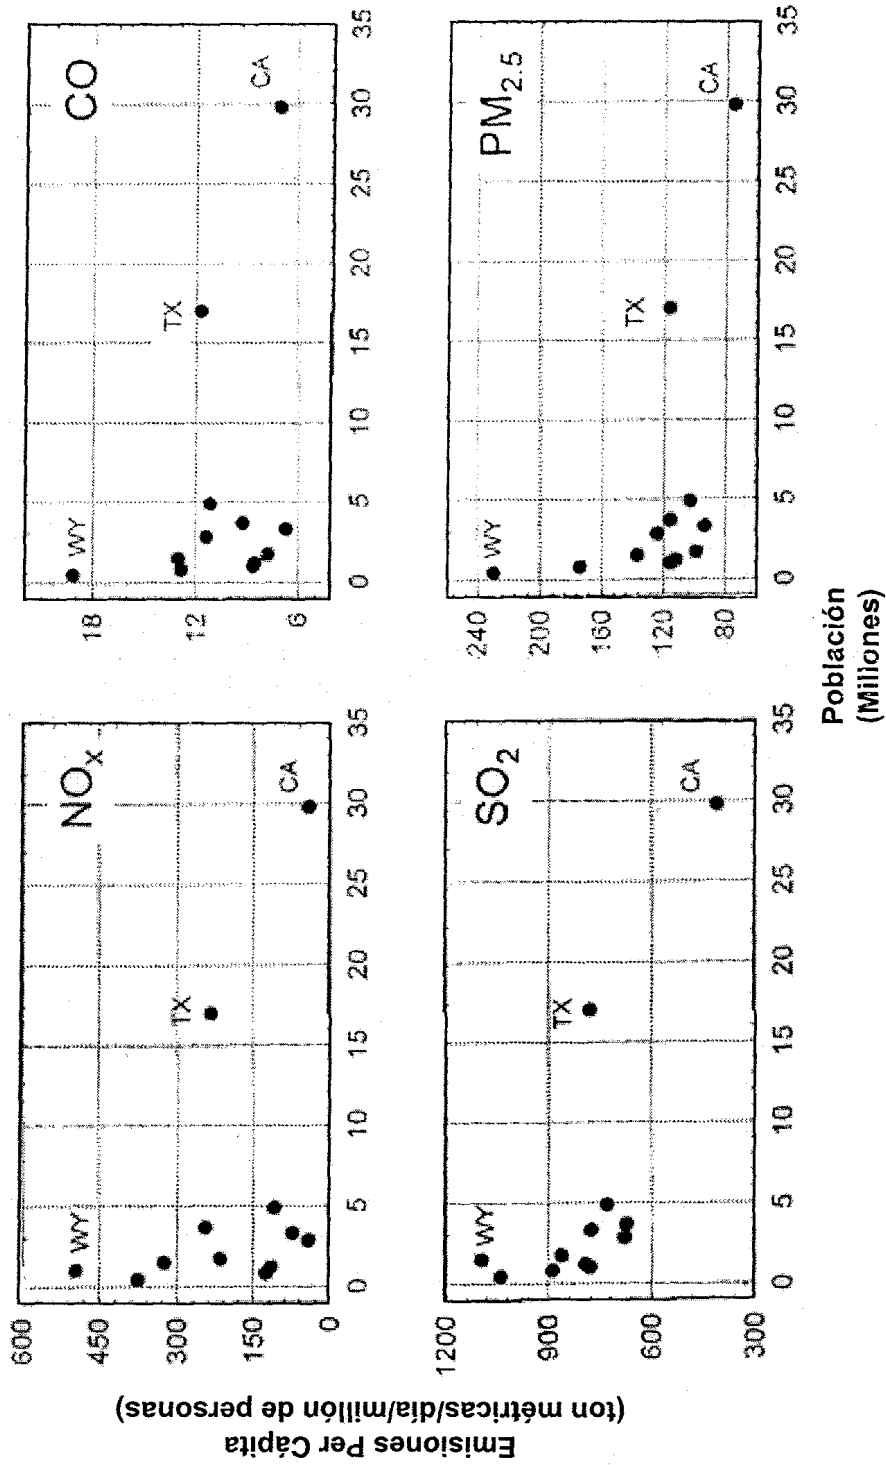 Emisiones Per Cápita
(ton métricas/día/millón de personas)
NOx
600
450
300
150
0
WY
TX
CA
0 5 10 15 20 25 30 35
CO
18
12
6
WY
TX
CA
0 5 10 15 20 25 30 35
SO2
1200
900
600
300
WY
TX
CA
0 5 10 15 20 25 30 35
PM2.5
240
200
160
120
80
WY
TX
CA
0 5 10 15 20 25 30 35
Población
(Millones)